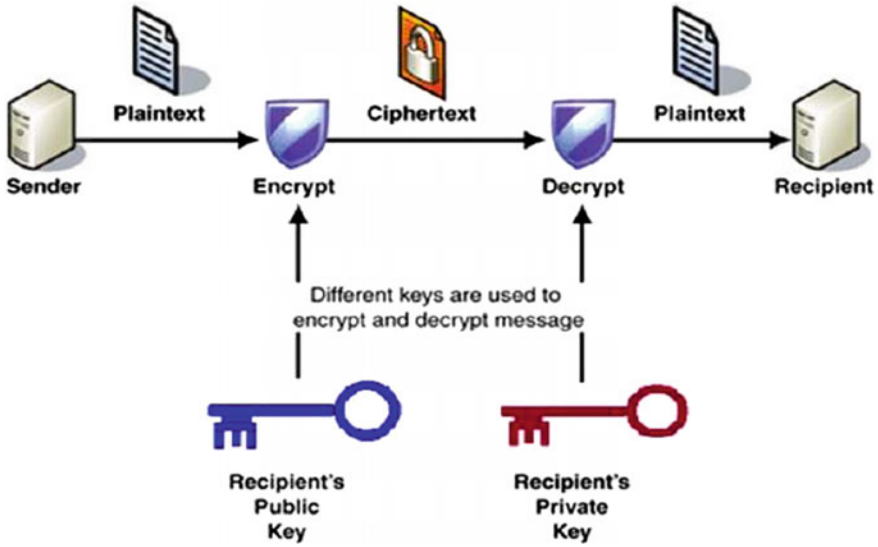 Plaintext
Ciphertext
Plaintext
Sender
Encrypt
Decrypt
Recipient
Different keys are used to
encrypt and decrypt message
Recipient's
Public
Key
Recipient's
Private
Key